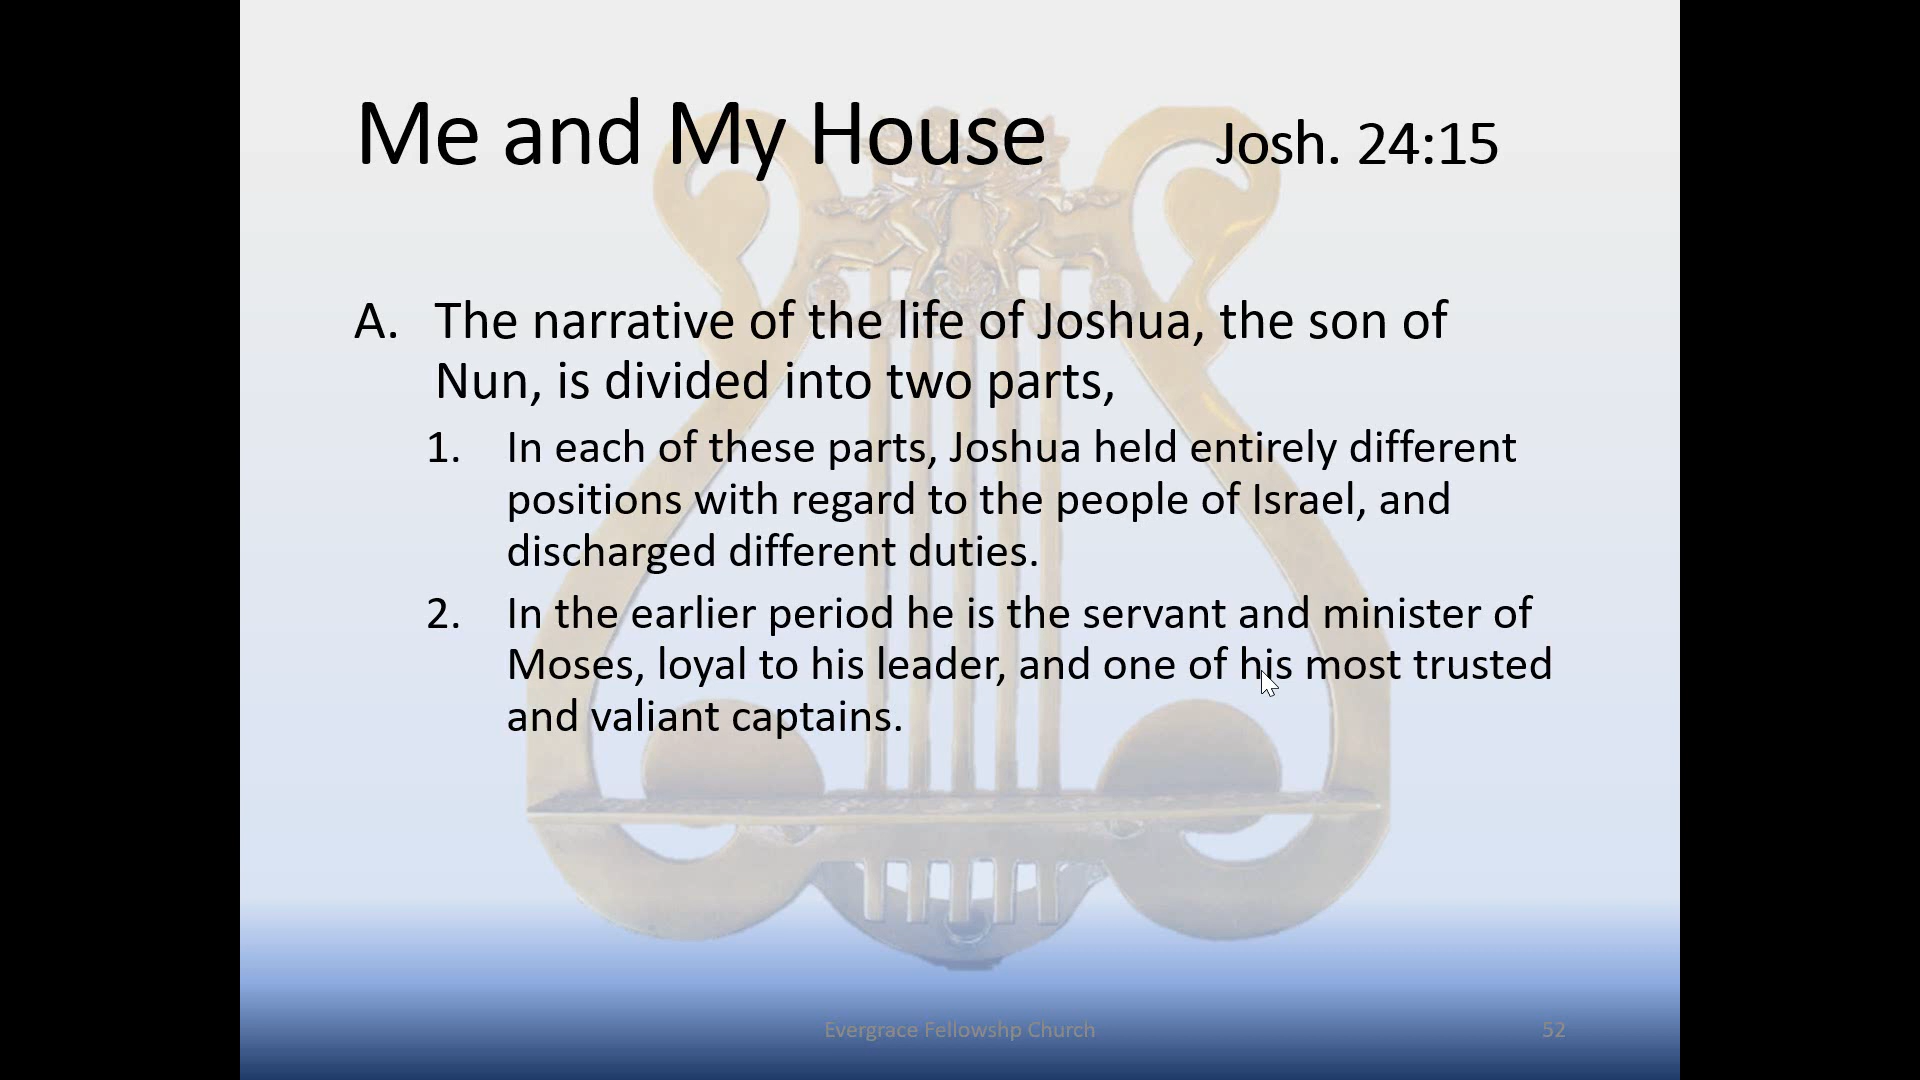 Me and My House Josh. 24:15
A. The narrative of the life of Joshua, the son of
Nun, is divided into two parts,
1. In each of these parts, Joshua held entirely different
positions with regard to the people of Israel, and
discharged different duties.
2. In the earlier period he is the servant and minister of
Moses, loyal to his leader, and one of his most trusted
and valiant captains.
Evergrace Fellowshp Church 52